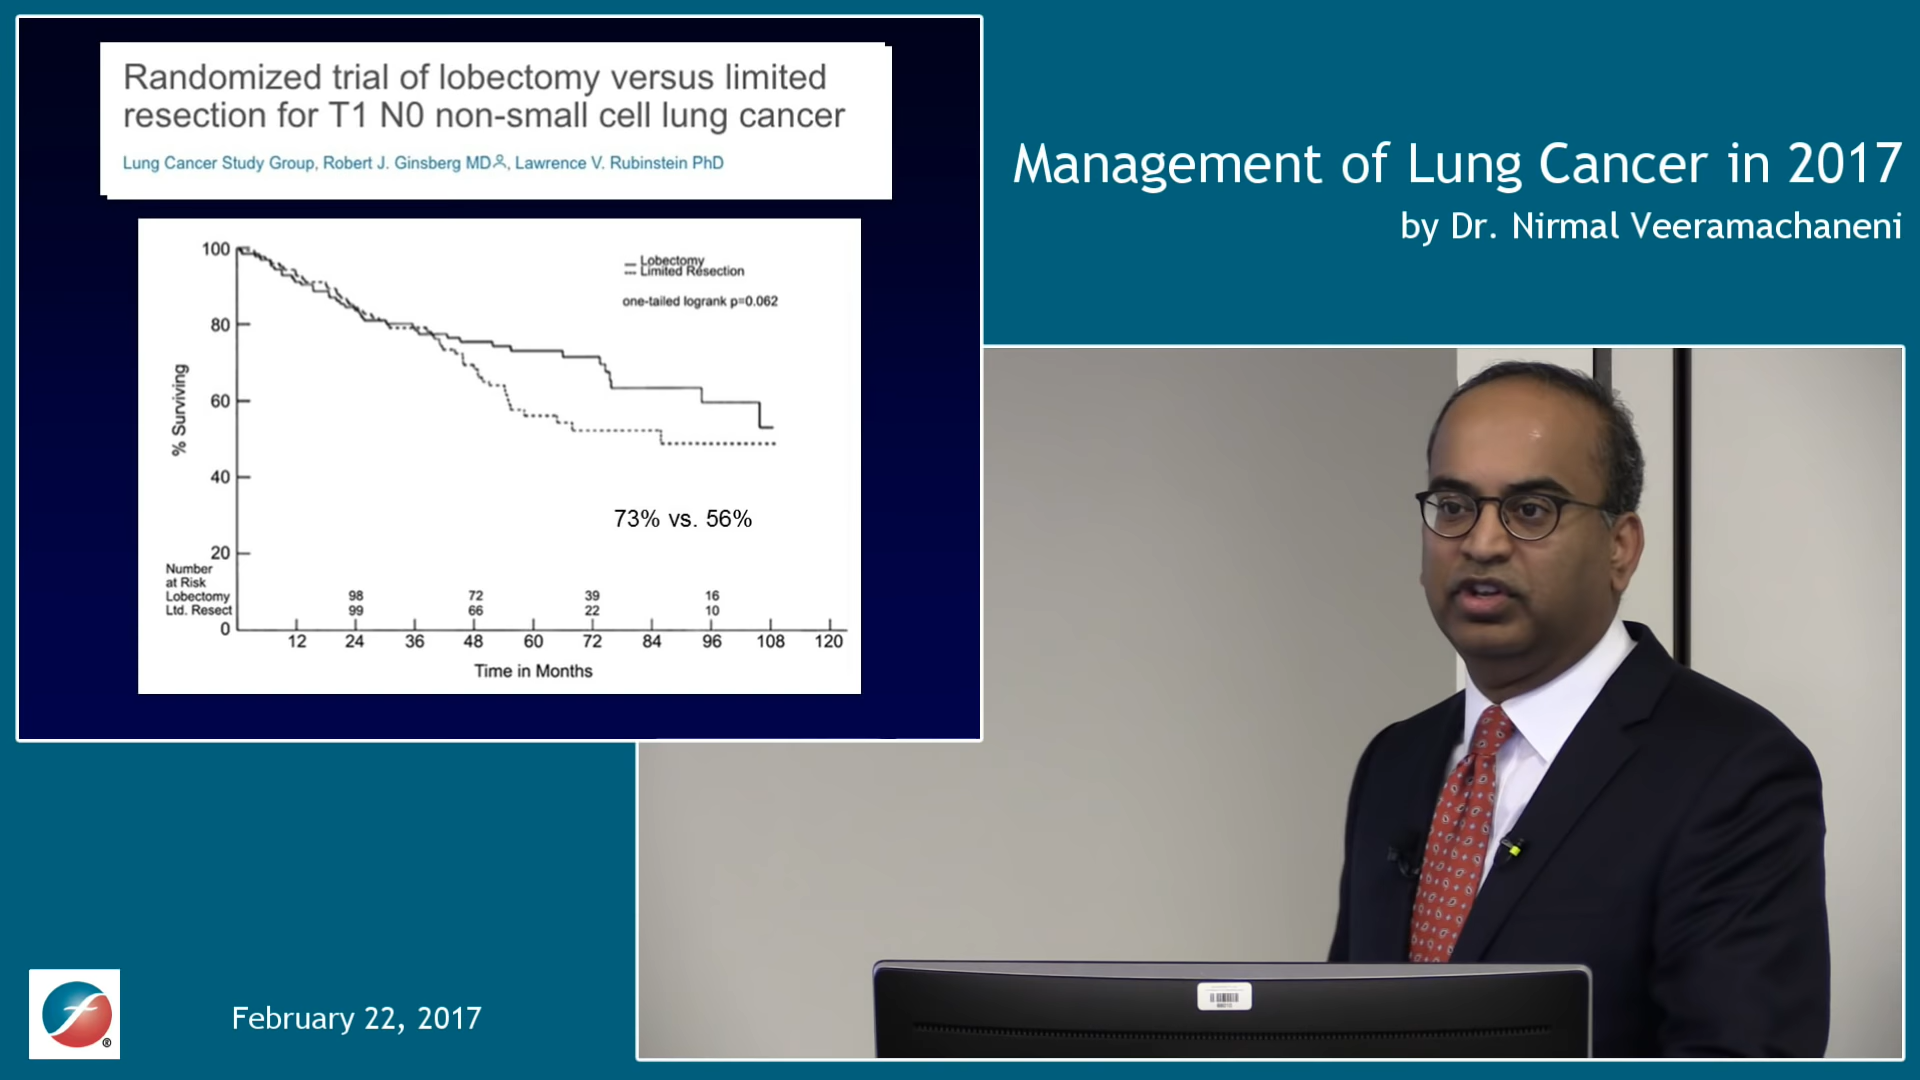 Randomized trial of lobectomy versus limited
resection for T1 N0 non-small cell lung cancer
Lung Cancer Study Group, Robert J. Ginsberg MD, Lawrence V. Rubinstein PhD
Lobectomy
Limited Resection
one-tailed logrank p=0.062
100
80
60
40
20
0
% Surviving
73% vs. 56%
Number
at Risk
Lobectomy 98 72 39 16
Ltd. Resect 99 66 22 10
12 24 36 48 60 72 84 96 108 120
Time in Months
Management of Lung Cancer in 2017
by Dr. Nirmal Veeramachaneni
February 22, 2017
f
®